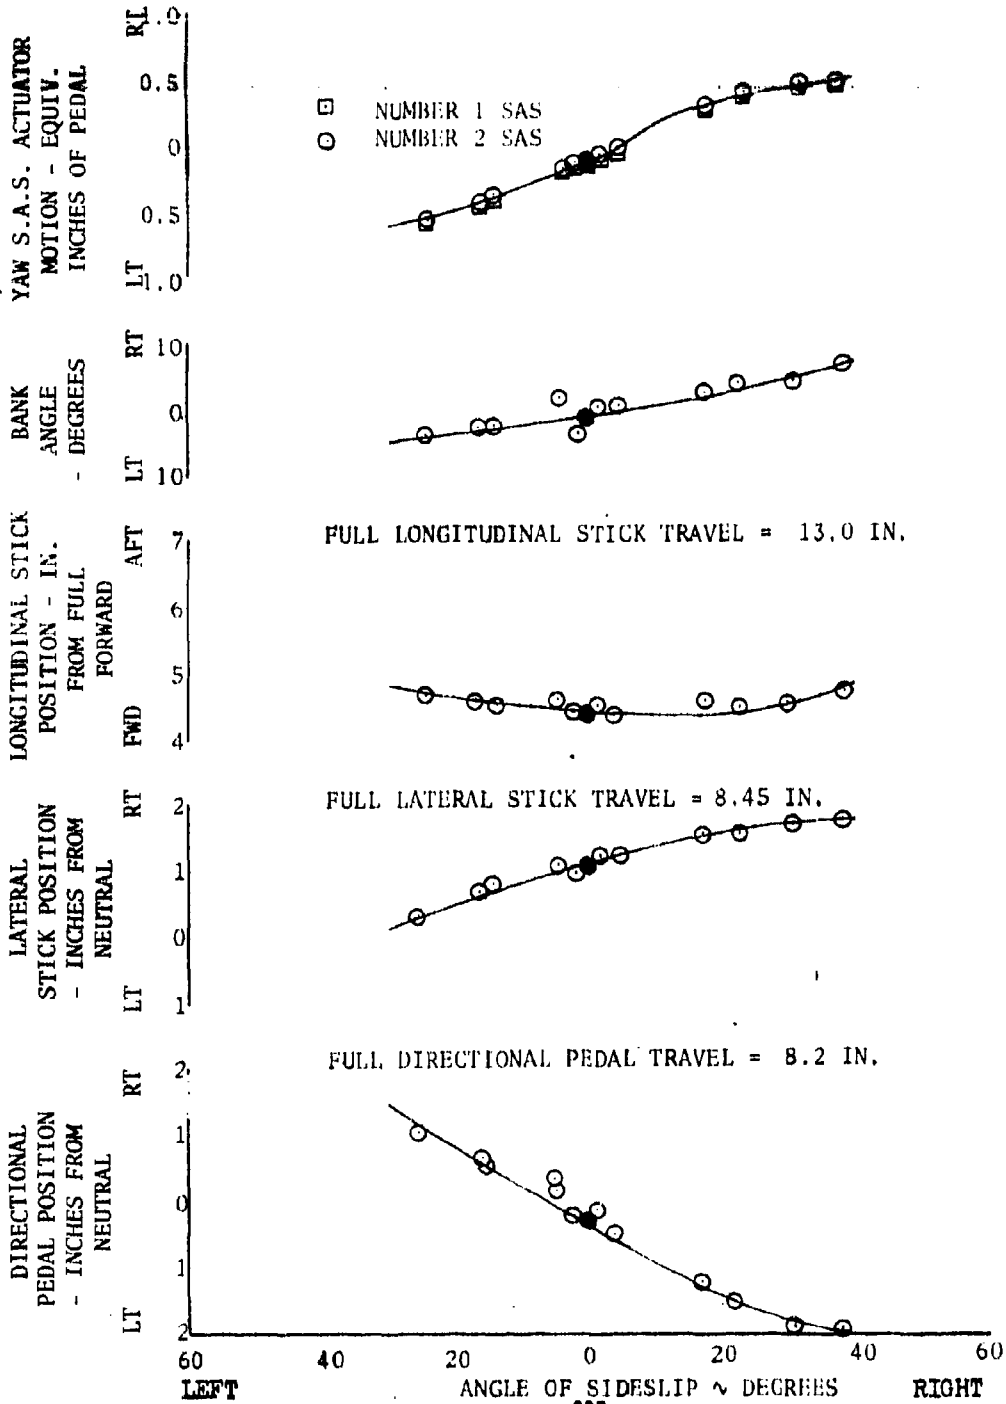 YAW S.A.S. ACTUATOR
MOTION - EQUIV.
INCHES OF PEDAL
LT RT
1.0
0.5
0
0.5
1.0
NUMBER 1 SAS
NUMBER 2 SAS
BANK
ANGLE
- DEGREES
LT RT
10
0
10
LONGITUDINAL STICK
POSITION - IN.
FROM FULL
FORWARD
FWD AFT
7
6
5
4
FULL LONGITUDINAL STICK TRAVEL = 13.0 IN.
LATERAL
STICK POSITION
- INCHES FROM
NEUTRAL
LT RT
2
1
0
1
FULL LATERAL STICK TRAVEL = 8.45 IN.
DIRECTIONAL
PEDAL POSITION
- INCHES FROM
NEUTRAL
LT RT
2
1
0
1
2
FULL DIRECTIONAL PEDAL TRAVEL = 8.2 IN.
60 40 20 0 20 40 60
LEFT ANGLE OF SIDESLIP ~ DEGREES RIGHT